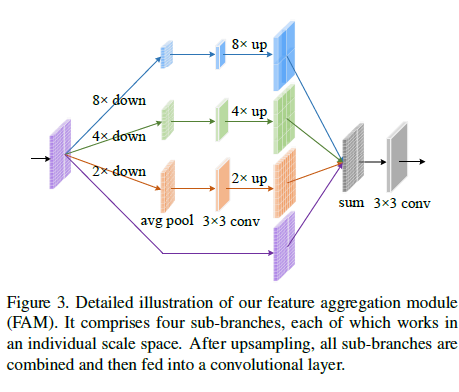 8× up
8× down
4× up
4× down
2× down
2× up
avg pool 3×3 conv
sum 3×3 conv
Figure 3. Detailed illustration of our feature aggregation module
(FAM). It comprises four sub-branches, each of which works in
an individual scale space. After upsampling, all sub-branches are
combined and then fed into a convolutional layer.